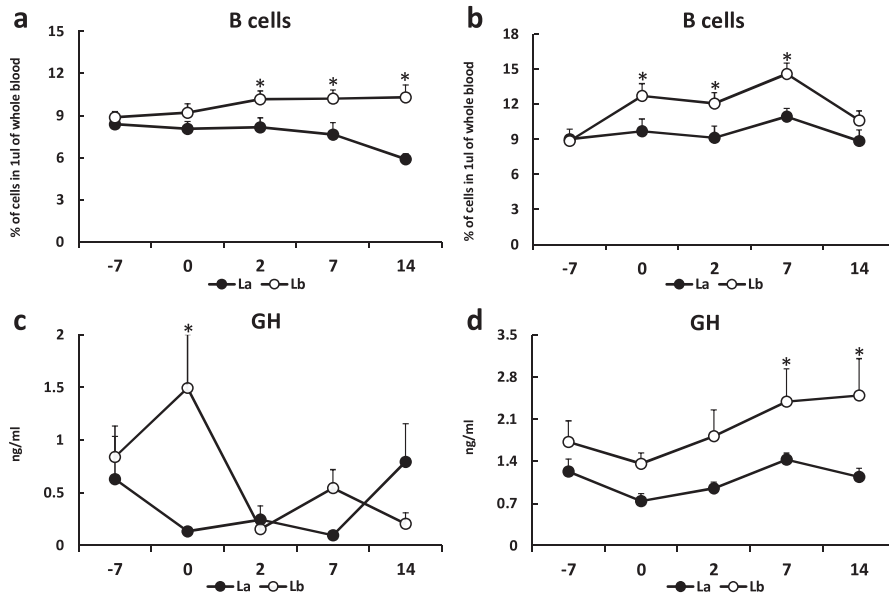 a
B cells
% of cells in 1ul of whole blood
15
12
9
6
3
0
* * *
-7 0 2 7 14
La Lb
b
B cells
% of cells in 1ul of whole blood
18
15
12
9
6
3
0
* * *
-7 0 2 7 14
La Lb
c
GH
ng/ml
2
1.5
1
0.5
0
*
-7 0 2 7 14
La Lb
d
GH
ng/ml
3.5
2.8
2.1
1.4
0.7
0
* *
-7 0 2 7 14
La Lb